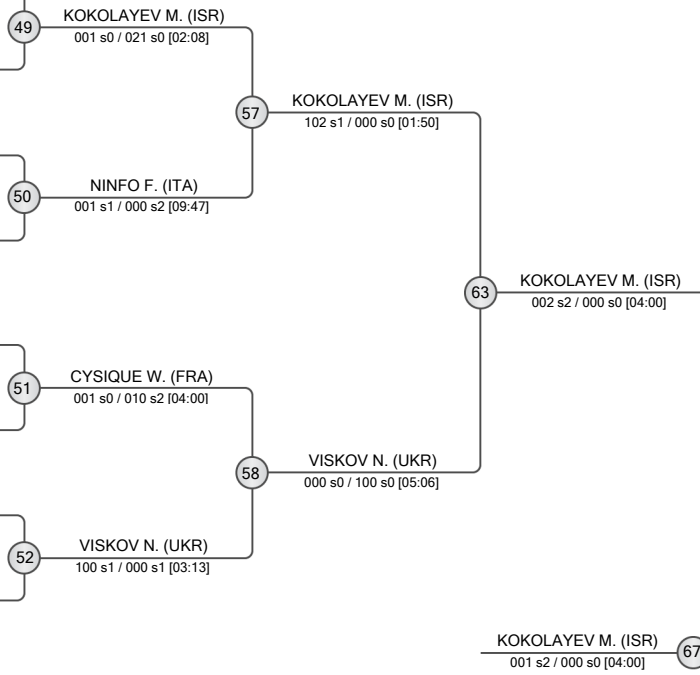 49
KOKOLAYEV M. (ISR)
001 s0 / 021 s0 [02:08]
57
KOKOLAYEV M. (ISR)
102 s1 / 000 s0 [01:50]
50
NINFO F. (ITA)
001 s1 / 000 s2 [09:47]
63
KOKOLAYEV M. (ISR)
002 s2 / 000 s0 [04:00]
51
CYSIQUE W. (FRA)
001 s0 / 010 s2 [04:00]
58
VISKOV N. (UKR)
000 s0 / 100 s0 [05:06]
52
VISKOV N. (UKR)
100 s1 / 000 s1 [03:13]
KOKOLAYEV M. (ISR)
001 s2 / 000 s0 [04:00]
67